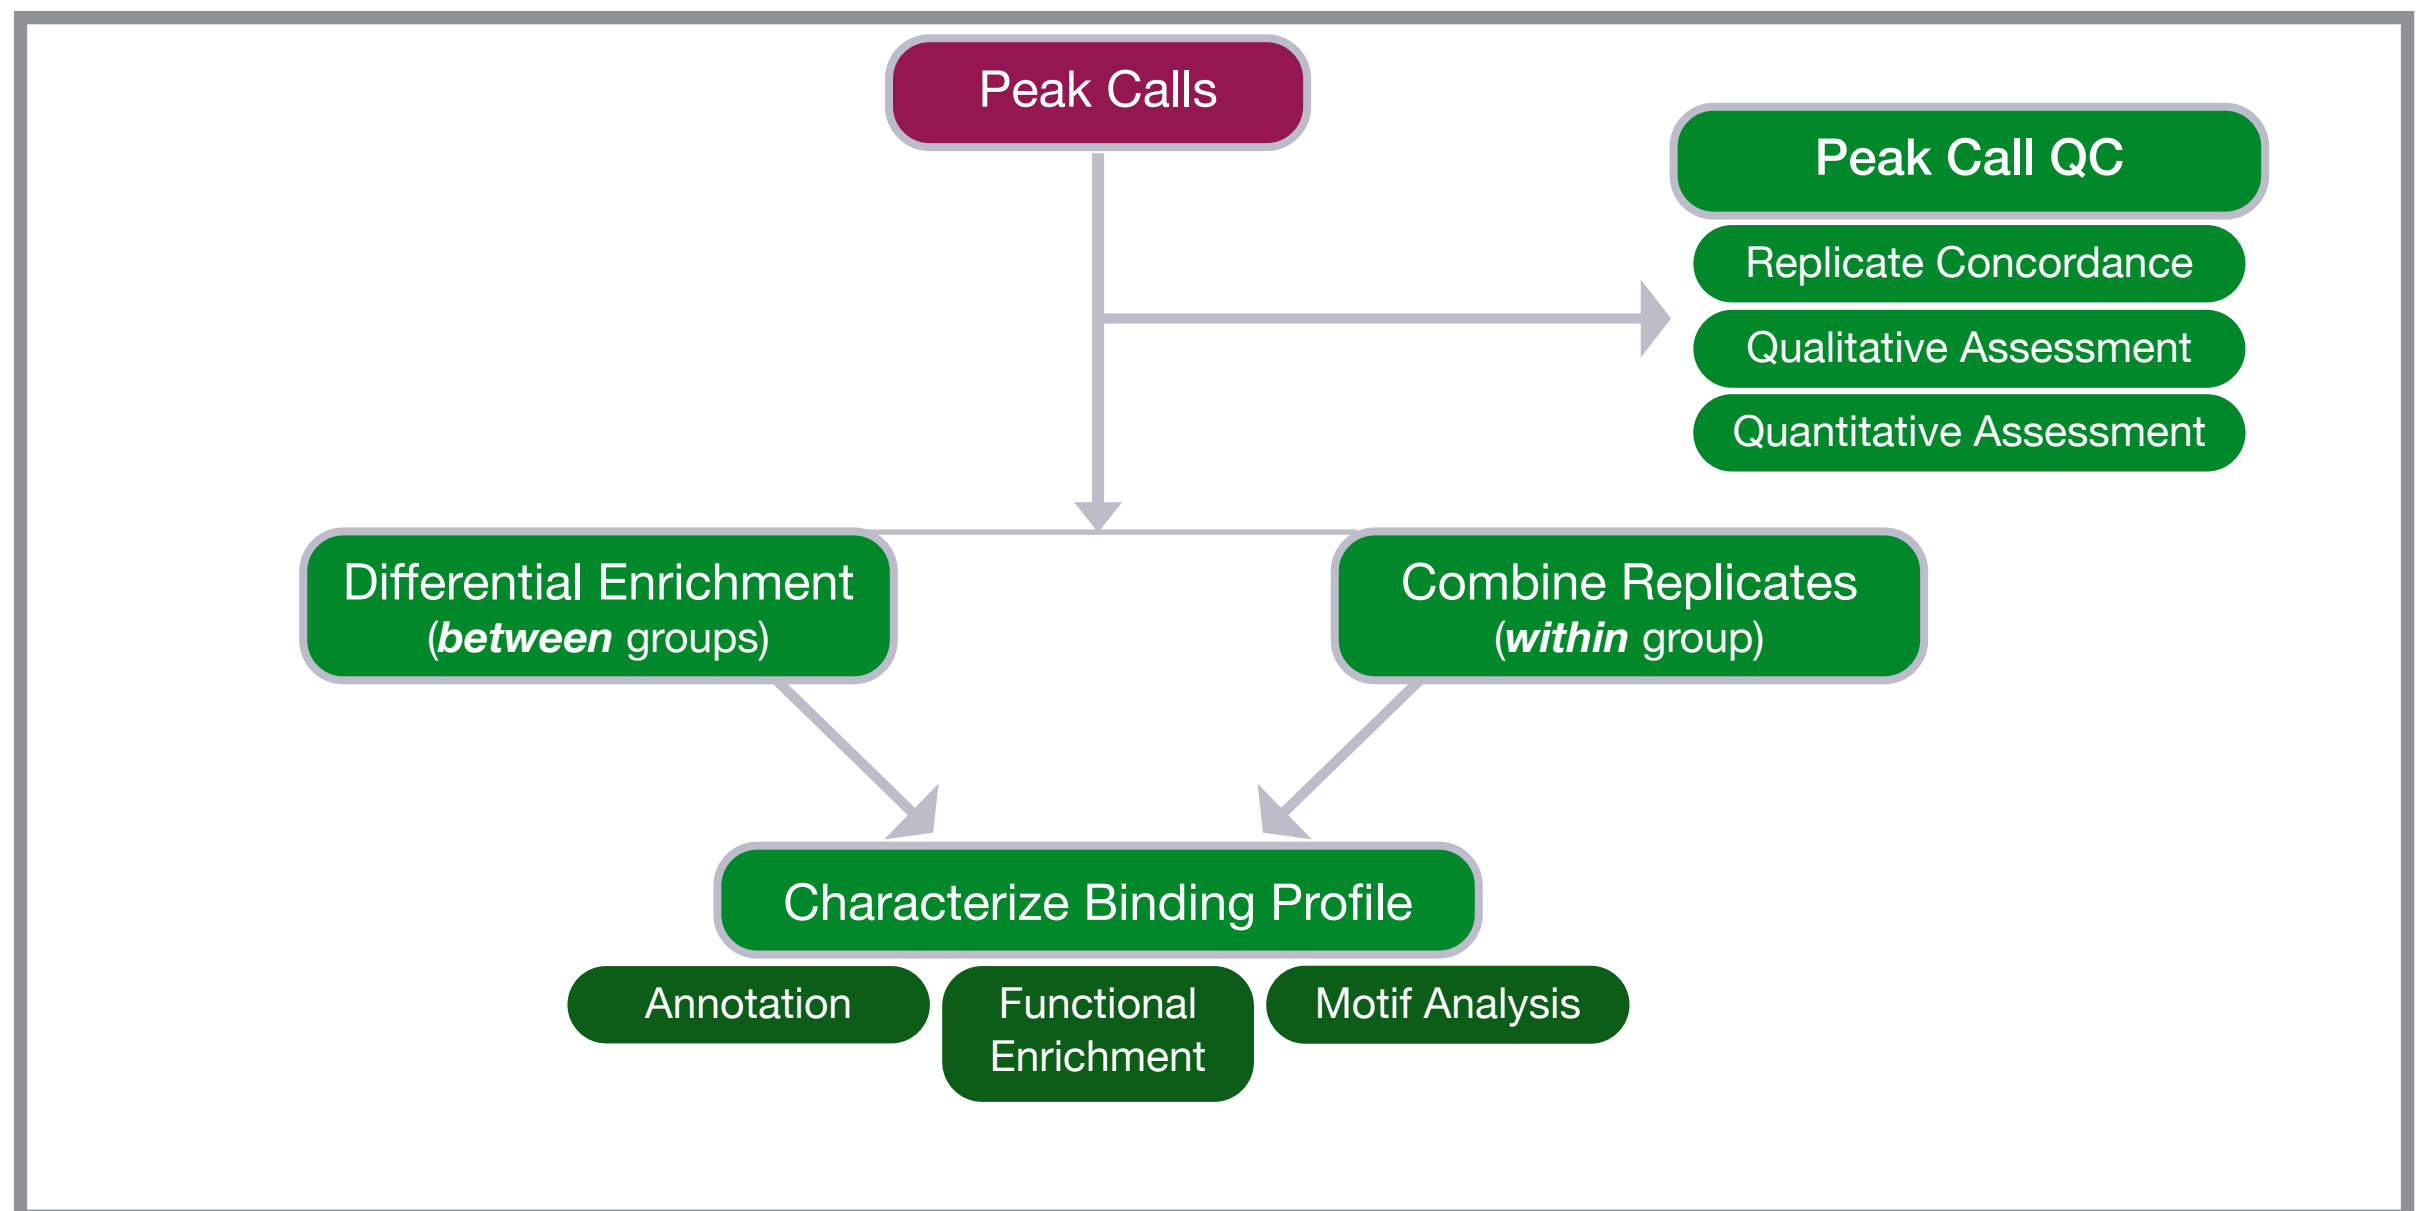 Peak Calls
Peak Call QC
Replicate Concordance
Qualitative Assessment
Quantitative Assessment
Differential Enrichment
(between groups)
Combine Replicates
(within group)
Characterize Binding Profile
Annotation
Functional
Enrichment
Motif Analysis